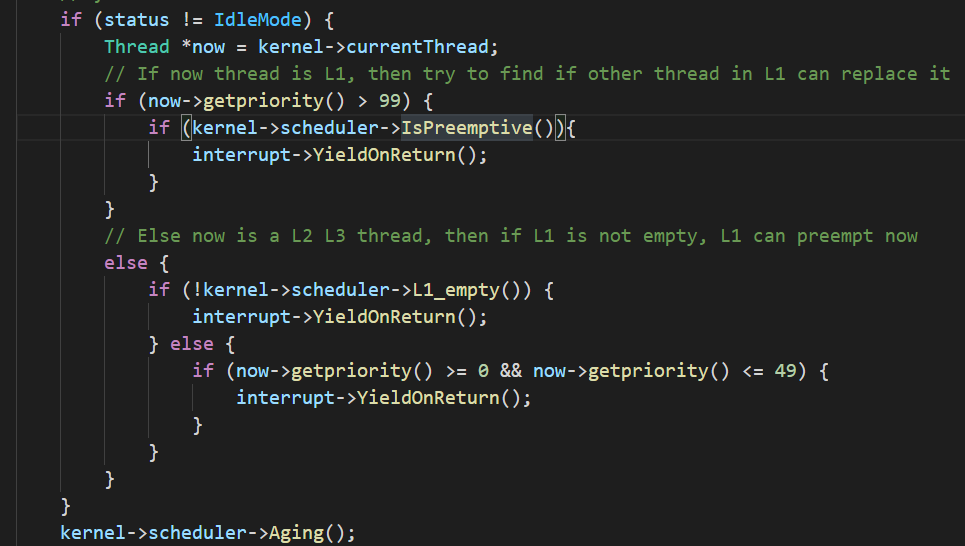 if (status != IdleMode) {
Thread *now = kernel->currentThread;
// If now thread is L1, then try to find if other thread in L1 can replace it
if (now->getpriority() > 99) {
if (kernel->scheduler->IsPreemptive()){
interrupt->YieldOnReturn();
}
}
// Else now is a L2 L3 thread, then if L1 is not empty, L1 can preempt now
else {
if (!kernel->scheduler->L1_empty()) {
interrupt->YieldOnReturn();
} else {
if (now->getpriority() >= 0 && now->getpriority() <= 49) {
interrupt->YieldOnReturn();
}
}
}
}
kernel->scheduler->Aging();